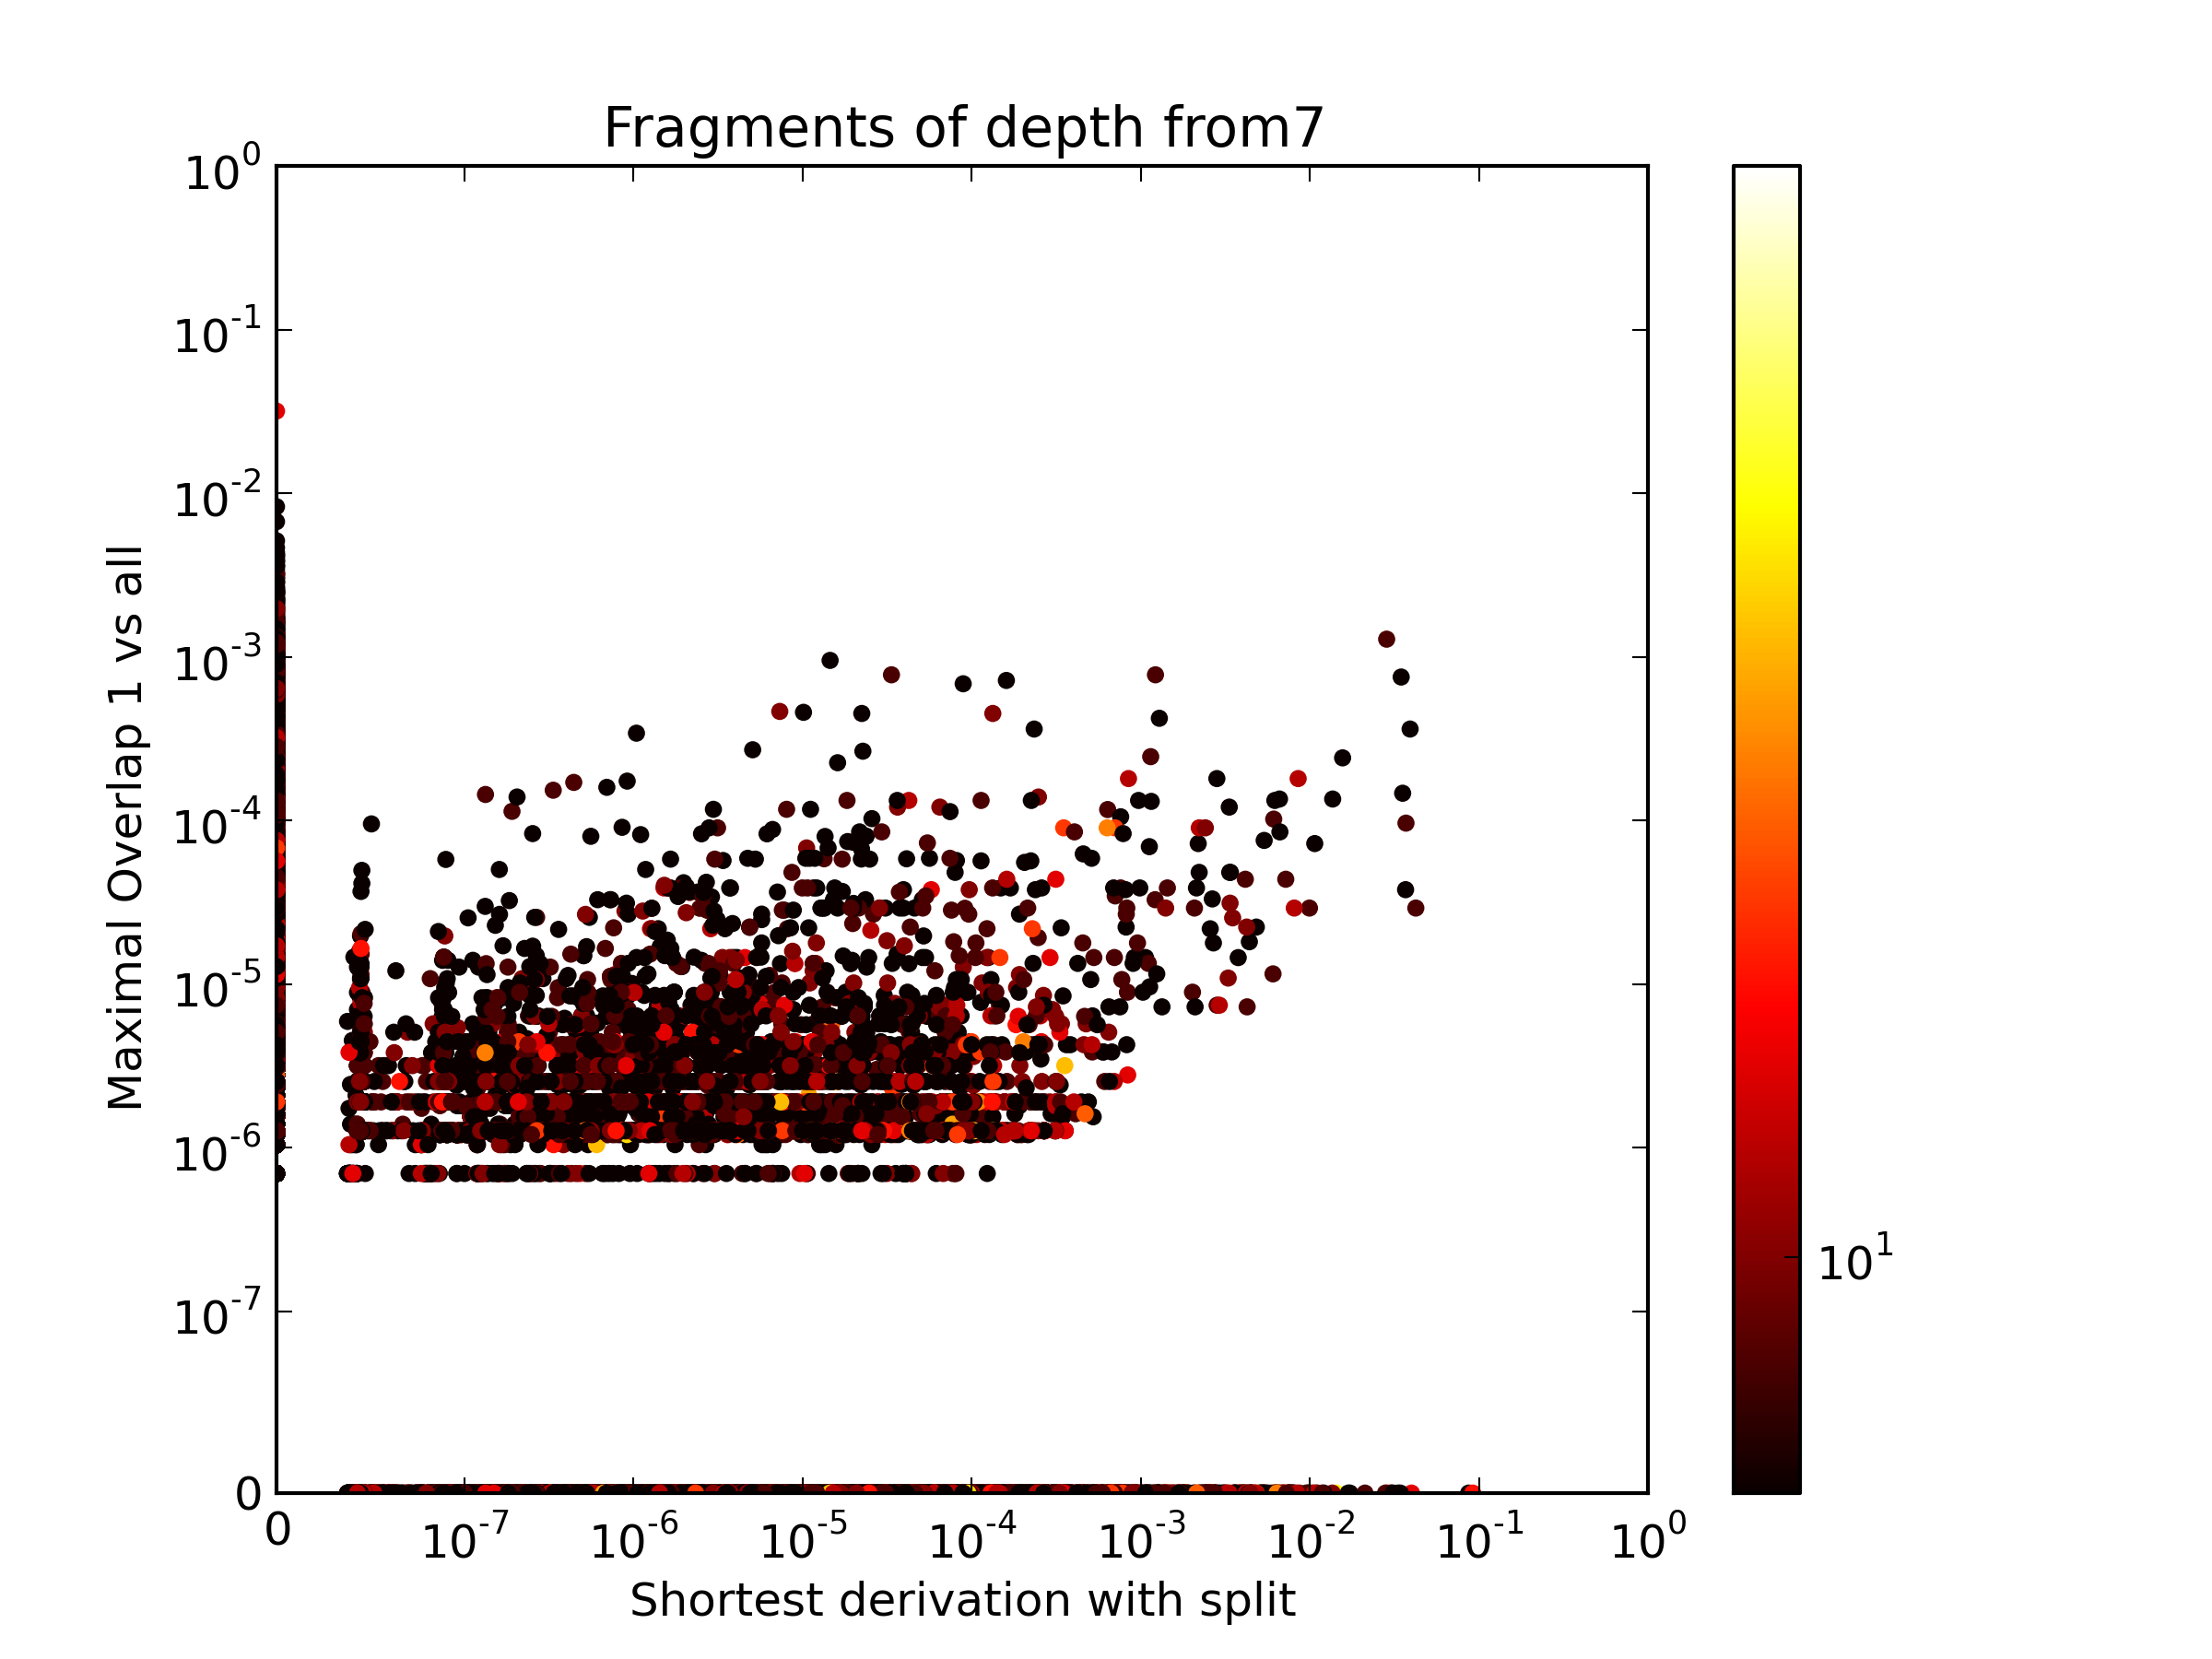 Fragments of depth from7
10^0
10^-1
10^-2
10^-3
10^-4
10^-5
10^-6
10^-7
0
Maximal Overlap 1 vs all
0 10^-7 10^-6 10^-5 10^-4 10^-3 10^-2 10^-1 10^0
Shortest derivation with split
10^1